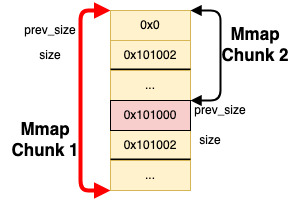 prev_size
0x0
size
0x101002
...
Mmap
Chunk 2
0x101000
prev_size
Mmap
Chunk 1
0x101002
size
...